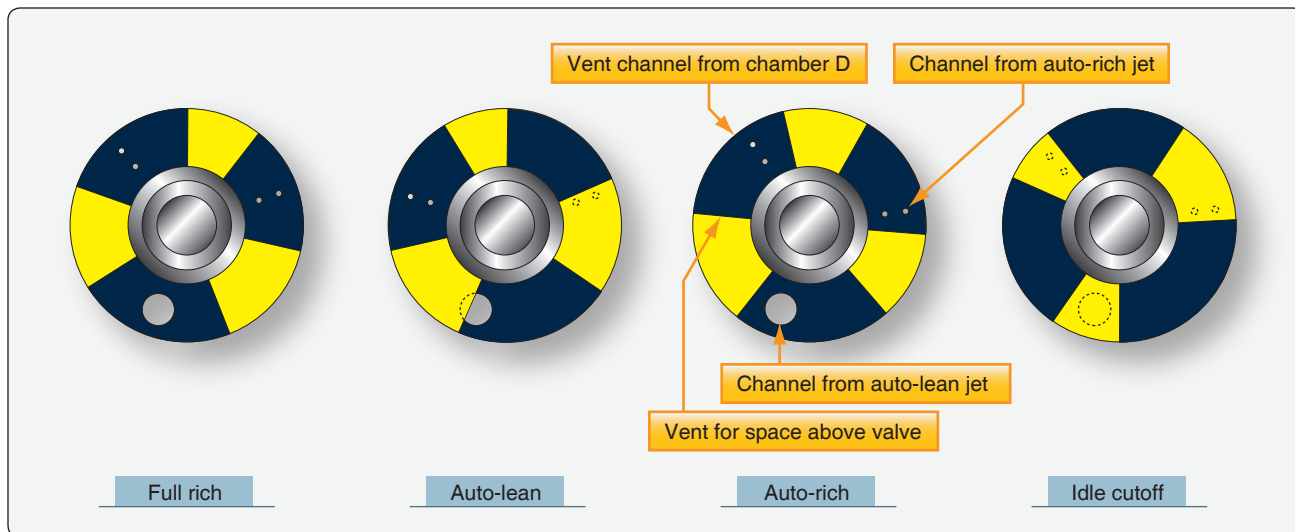 Vent channel from chamber D
Channel from auto-rich jet
Channel from auto-lean jet
Vent for space above valve
Full rich
Auto-lean
Auto-rich
Idle cutoff